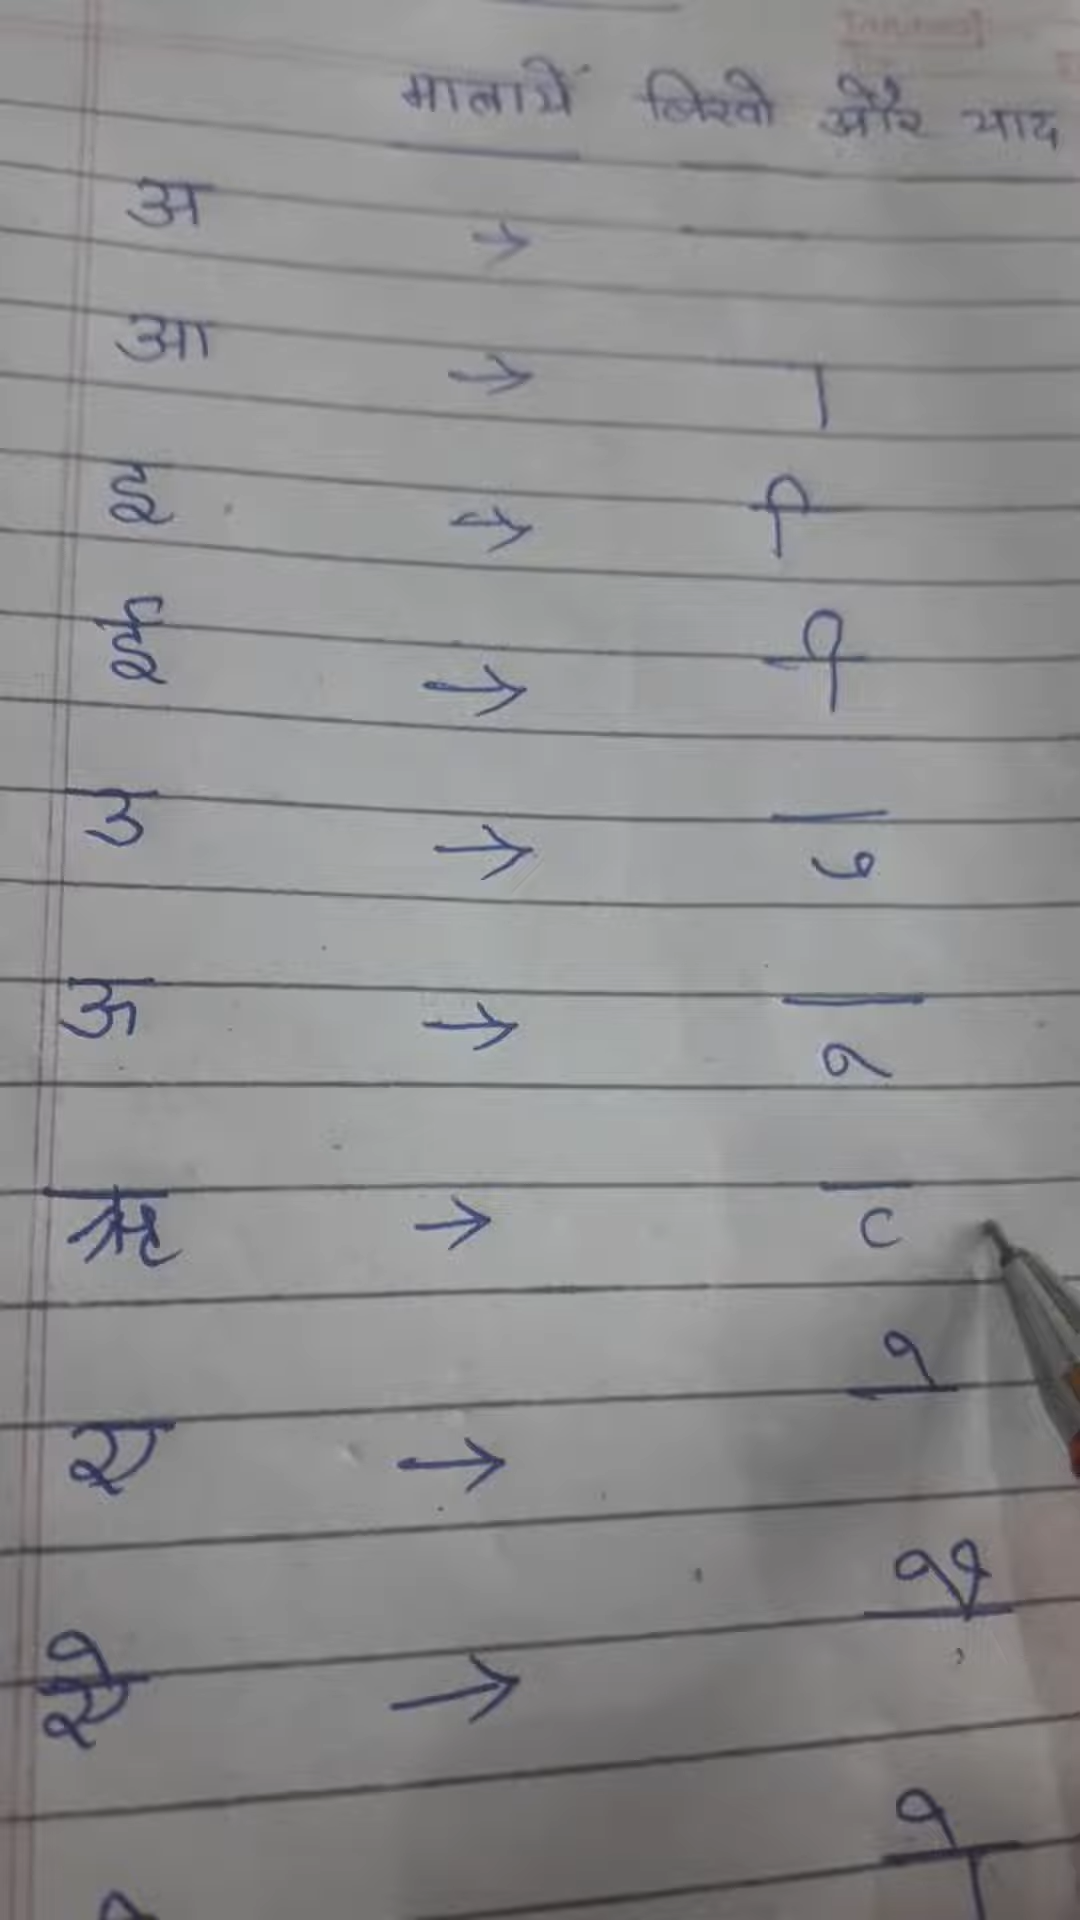 मात्रायें लिखो और याद
अ →
आ → ा
इ → ि
ई → ी
उ → ु
ऊ → ू
ऋ → ृ
ए → े
ऐ → ै
ो